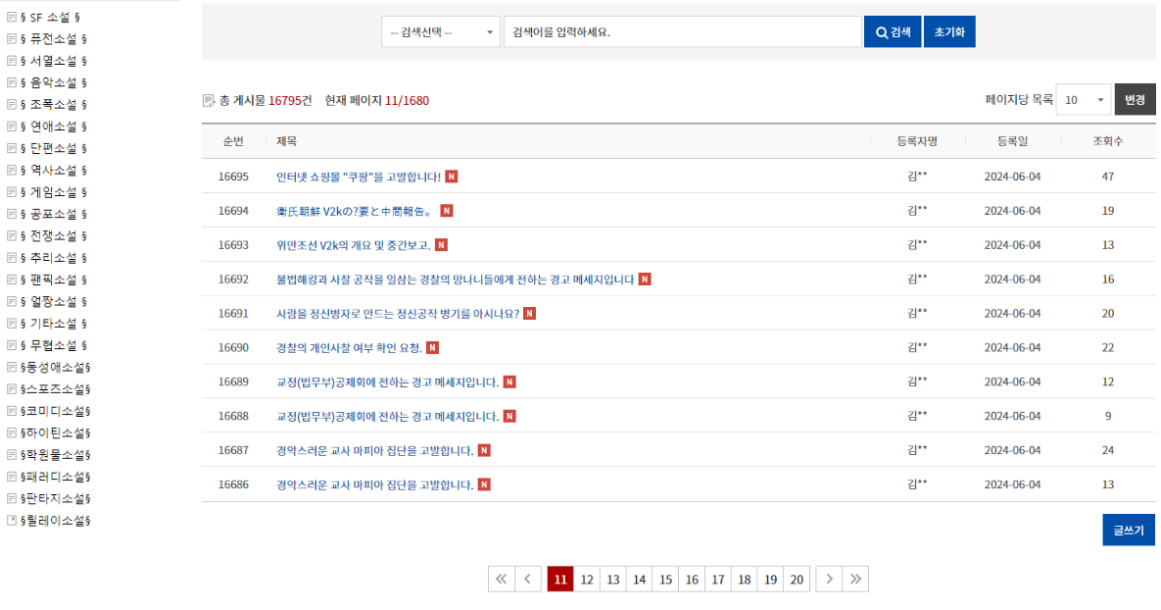 § SF 소설 §
§ 퓨전소설 §
§ 서열소설 §
§ 음악소설 §
§ 조폭소설 §
§ 연애소설 §
§ 단편소설 §
§ 역사소설 §
§ 게임소설 §
§ 공포소설 §
§ 전쟁소설 §
§ 추리소설 §
§ 팬픽소설 §
§ 얼짱소설 §
§ 기타소설 §
§ 무협소설 §
§동성애소설§
§스포츠소설§
§코미디소설§
§하이틴소설§
§학원물소설§
§패러디소설§
§판타지소설§
§릴레이소설§
-- 검색선택 -- 검색어를 입력하세요. 검색 초기화
총 게시물 16795건 현재 페이지 11/1680 페이지당 목록 10 변경
순번 제목 등록자명 등록일 조회수
16695 인터넷 쇼핑몰 "쿠팡"을 고발합니다! N 김** 2024-06-04 47
16694 衛氏朝鮮 V2kの?要と中間報告。 N 김** 2024-06-04 19
16693 위만조선 V2k의 개요 및 중간보고. N 김** 2024-06-04 13
16692 불법해킹과 사찰 공작을 일삼는 경찰의 망나니들에게 전하는 경고 메세지입니다 N 김** 2024-06-04 16
16691 사람을 정신병자로 만드는 정신공작 병기를 아시나요? N 김** 2024-06-04 20
16690 경찰의 개인사찰 여부 확인 요청. N 김** 2024-06-04 22
16689 교정(법무부)공제회에 전하는 경고 메세지입니다. N 김** 2024-06-04 12
16688 교정(법무부)공제회에 전하는 경고 메세지입니다. N 김** 2024-06-04 9
16687 경악스러운 교사 마피아 집단을 고발합니다. N 김** 2024-06-04 24
16686 경악스러운 교사 마피아 집단을 고발합니다. N 김** 2024-06-04 13
글쓰기
11 12 13 14 15 16 17 18 19 20